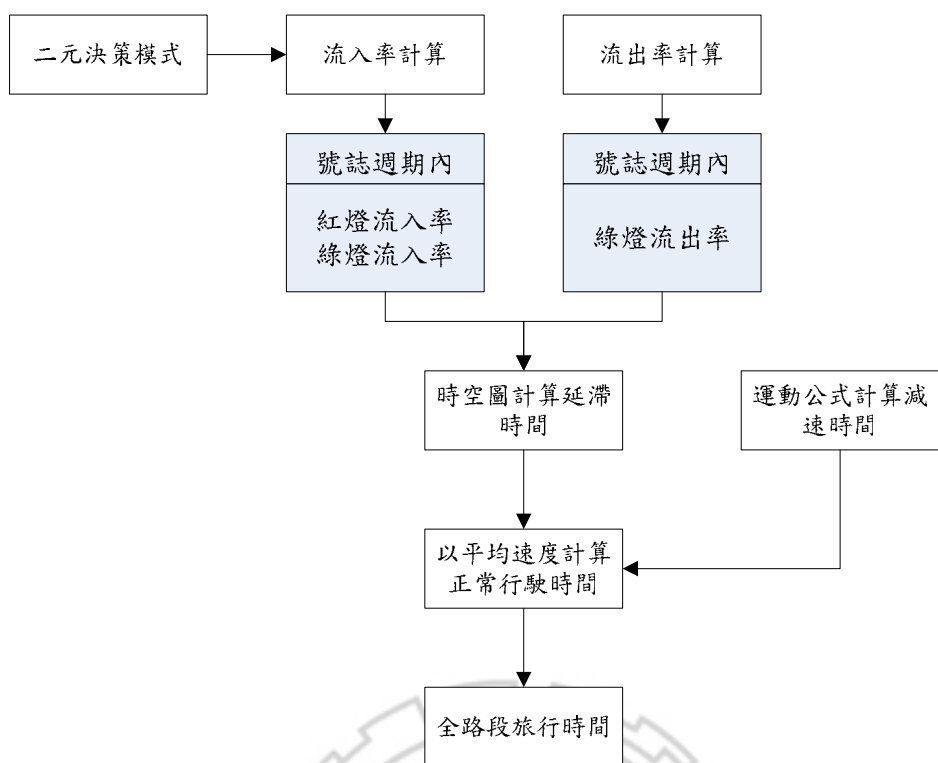 二元決策模式
流入率計算
流出率計算
號誌週期內
紅燈流入率
綠燈流入率
號誌週期內
綠燈流出率
時空圖計算延滯
時間
運動公式計算減
速時間
以平均速度計算
正常行駛時間
全路段旅行時間